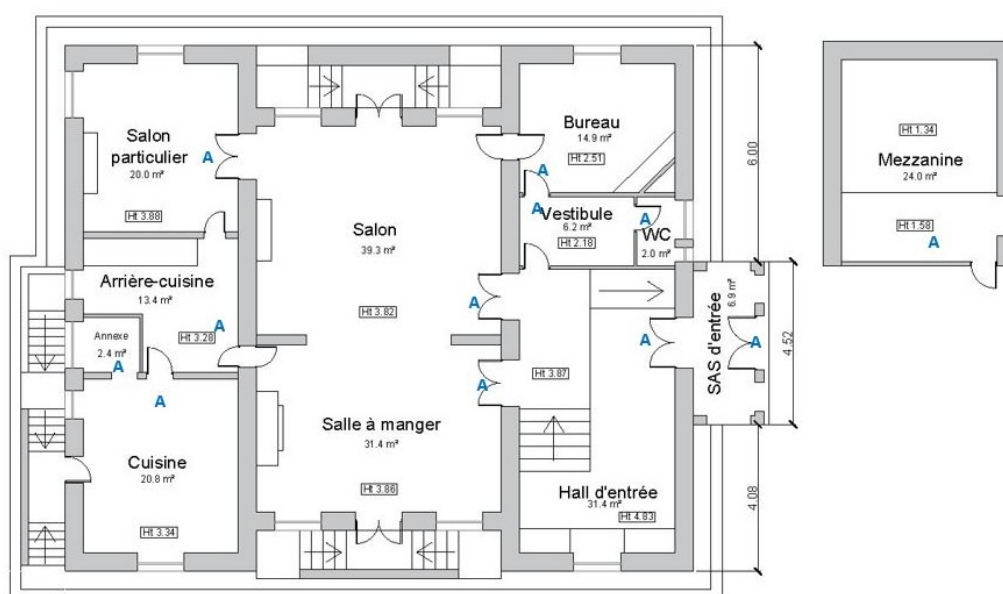 Salon
particulier
20.0 m²
Ht 3.88
A
Bureau
14.9 m²
Ht 2.51
A
Ht 1.34
Mezzanine
24.0 m²
Ht 1.58
A
6.00
Salon
39.3 m²
Ht 3.82
A
A
Vestibule
6.2 m²
Ht 2.18
A
WC
2.0 m²
Arrière-cuisine
13.4 m²
A
Ht 3.28
Annexe
2.4 m²
A
A
SAS d'entrée
6.9 m²
A
A
4.52
Ht 3.87
A
Salle à manger
31.4 m²
Ht 3.86
Cuisine
20.8 m²
Ht 3.34
Hall d'entrée
31.4 m²
Ht 4.83
4.08